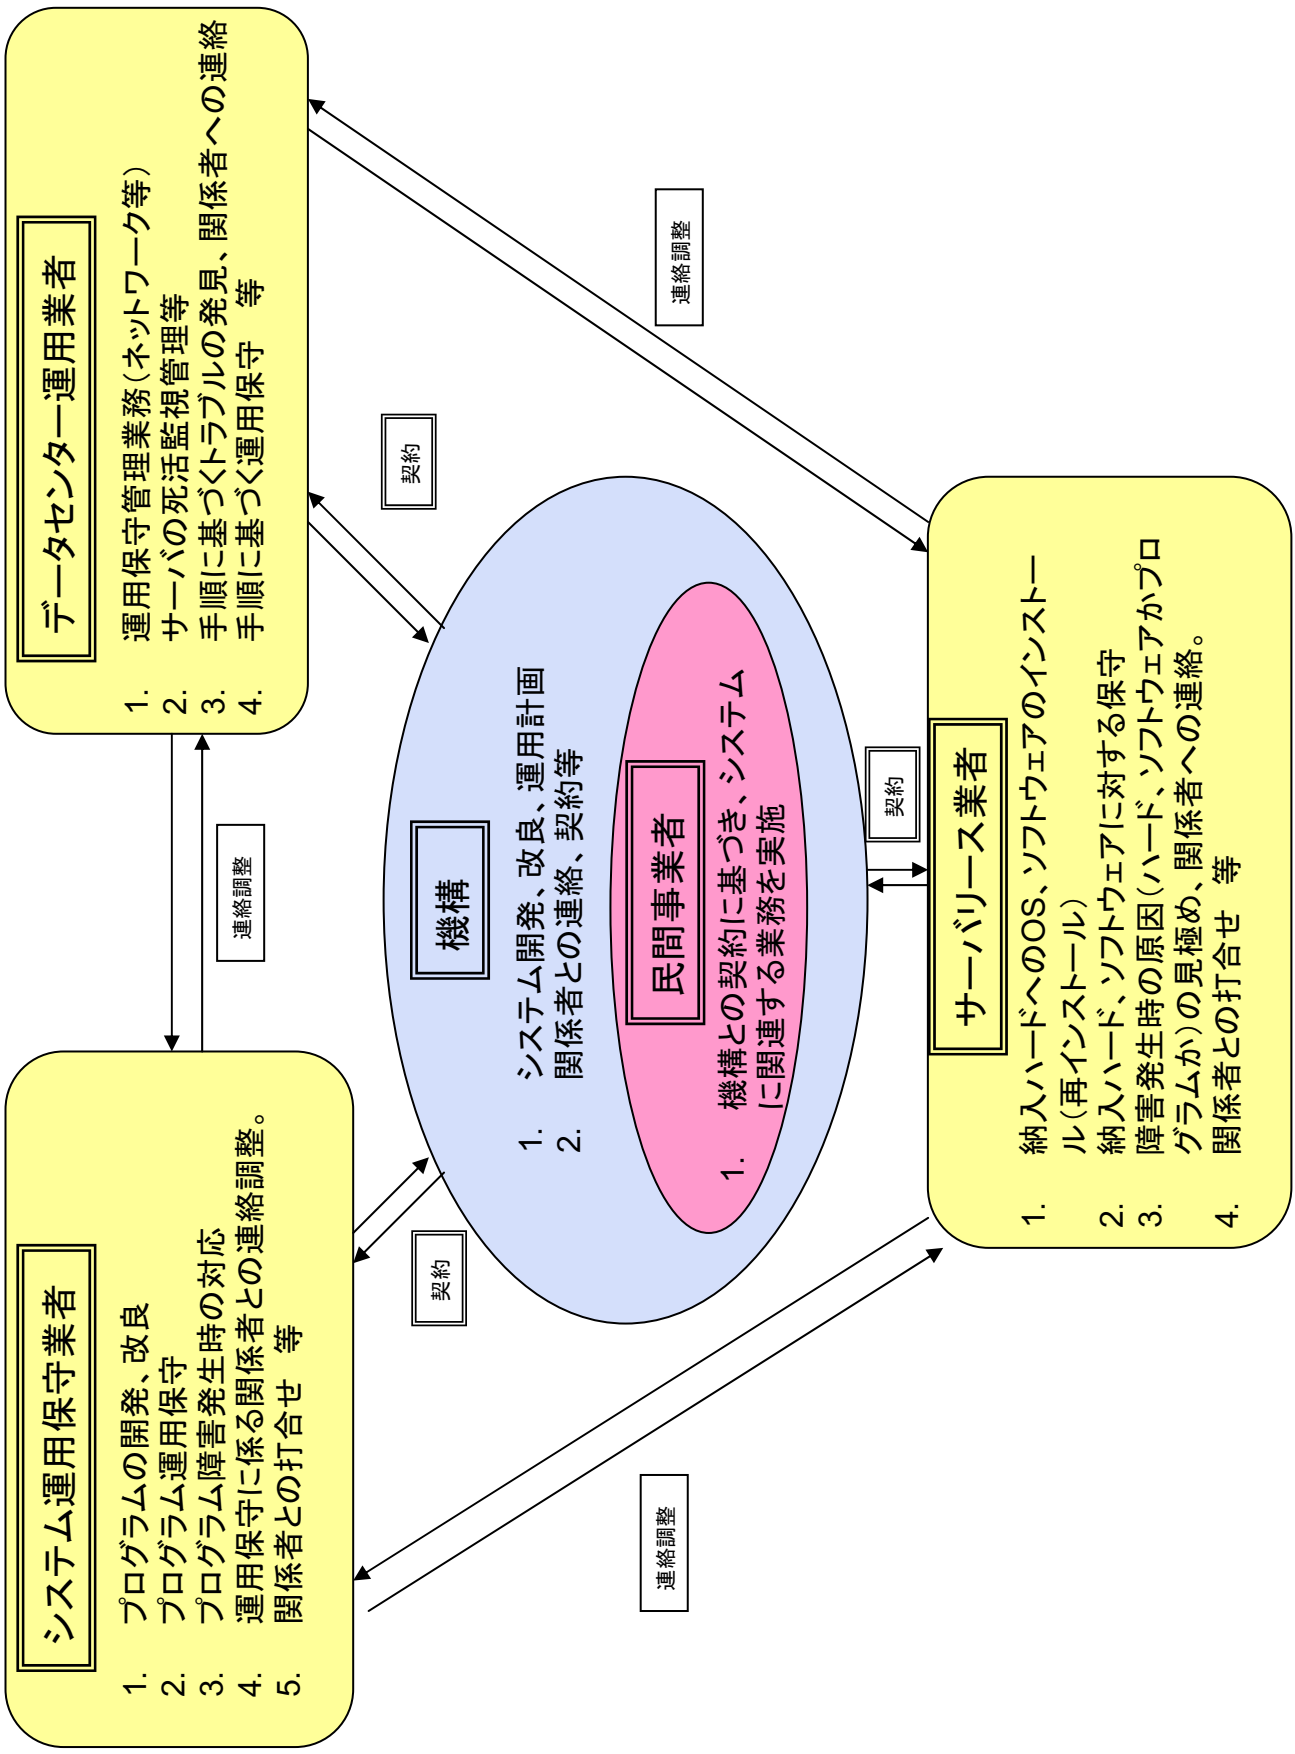 システム運用保守業者
1. プログラムの開発、改良
2. プログラム運用保守
3. プログラム障害発生時の対応
4. 運用保守に係る関係者との連絡調整。
5. 関係者との打合せ 等
連絡調整
データセンター運用業者
1. 運用保守管理業務(ネットワーク等)
2. サーバの死活監視管理等
3. 手順に基づくトラブルの発見、関係者への連絡
4. 手順に基づく運用保守 等
契約
契約
機構
1. システム開発、改良、運用計画
2. 関係者との連絡、契約等
民間事業者
1. 機構との契約に基づき、システム
に関連する業務を実施
連絡調整
契約
連絡調整
サーバリース業者
1. 納入ハードへのOS、ソフトウェアのインストー
ル(再インストール)
2. 納入ハード、ソフトウェアに対する保守
3. 障害発生時の原因(ハード、ソフトウェアかプロ
グラムか)の見極め、関係者への連絡。
4. 関係者との打合せ 等